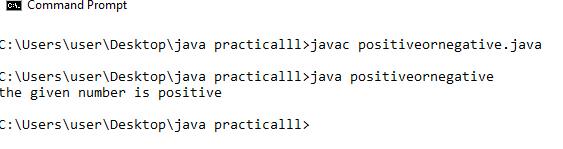 Command Prompt
C:\Users\user\Desktop\java practicalll>javac positiveornegative.java
C:\Users\user\Desktop\java practicalll>java positiveornegative
the given number is positive
C:\Users\user\Desktop\java practicalll>